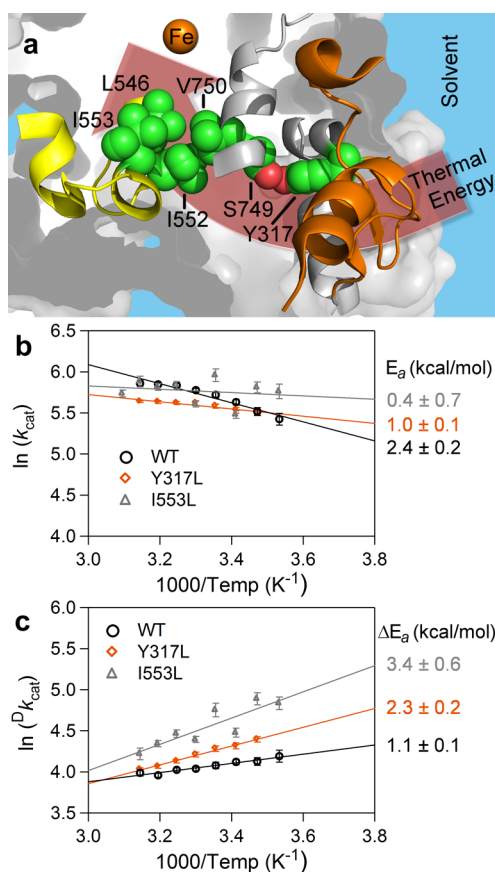 a
Fe
Solvent
L546
V750
I553
Thermal
Energy
I552
S749
Y317
b
6.5
6.0
5.5
5.0
4.5
4.0
ln (kcat)
WT
Y317L
I553L
3.0 3.2 3.4 3.6 3.8
1000/Temp (K⁻¹)
Eₐ (kcal/mol)
0.4 ± 0.7
1.0 ± 0.1
2.4 ± 0.2
c
6.0
5.5
5.0
4.5
4.0
3.5
ln (ᴰkcat)
WT
Y317L
I553L
3.0 3.2 3.4 3.6 3.8
1000/Temp (K⁻¹)
ΔEₐ (kcal/mol)
3.4 ± 0.6
2.3 ± 0.2
1.1 ± 0.1